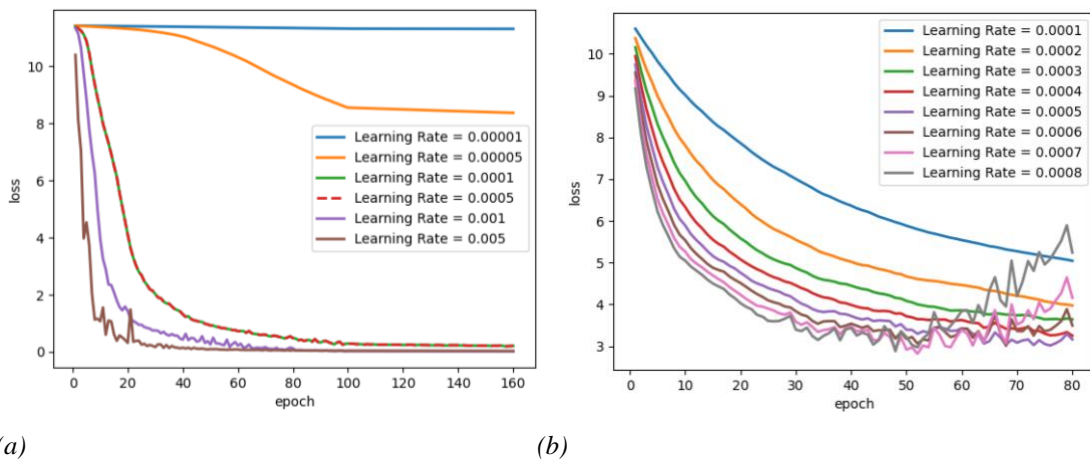 10
8
6
4
2
0
loss
0 20 40 60 80 100 120 140 160
epoch
Learning Rate = 0.00001
Learning Rate = 0.00005
Learning Rate = 0.0001
Learning Rate = 0.0005
Learning Rate = 0.001
Learning Rate = 0.005
(a)
10
9
8
7
6
5
4
3
loss
0 10 20 30 40 50 60 70 80
epoch
Learning Rate = 0.0001
Learning Rate = 0.0002
Learning Rate = 0.0003
Learning Rate = 0.0004
Learning Rate = 0.0005
Learning Rate = 0.0006
Learning Rate = 0.0007
Learning Rate = 0.0008
(b)